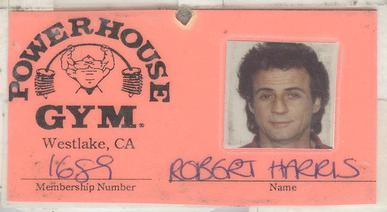 POWERHOUSE
GYM®
Westlake, CA
1689
Membership Number
ROBERT HARRIS
Name